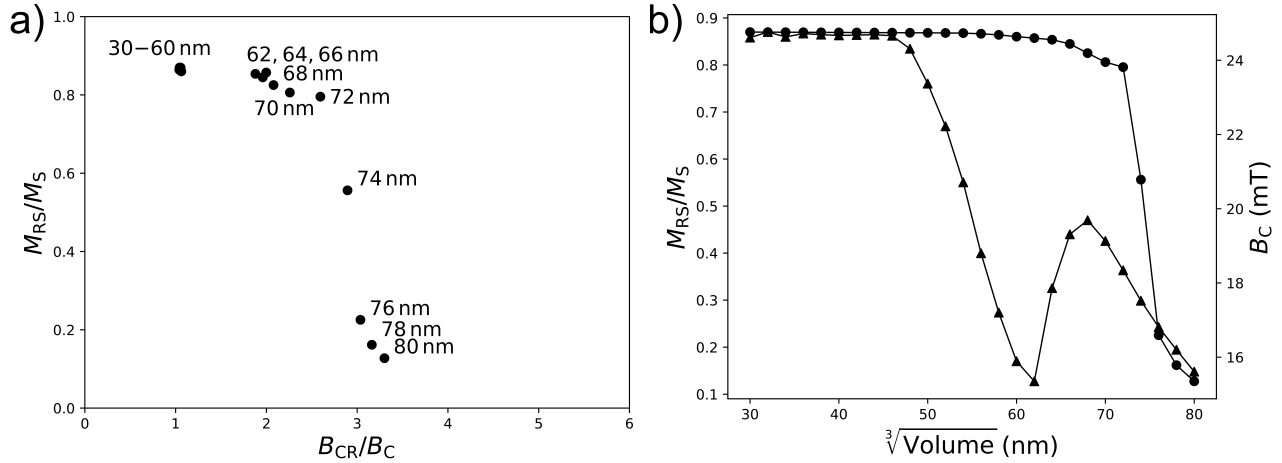 a)
1.0
0.8
0.6
0.4
0.2
0.0
M_RS/M_S
30−60 nm
62, 64, 66 nm
68 nm
70 nm
72 nm
74 nm
76 nm
78 nm
80 nm
0 1 2 3 4 5 6
B_CR/B_C
b)
0.9
0.8
0.7
0.6
0.5
0.4
0.3
0.2
0.1
M_RS/M_S
24
22
20
18
16
B_C (mT)
30 40 50 60 70 80
∛Volume (nm)